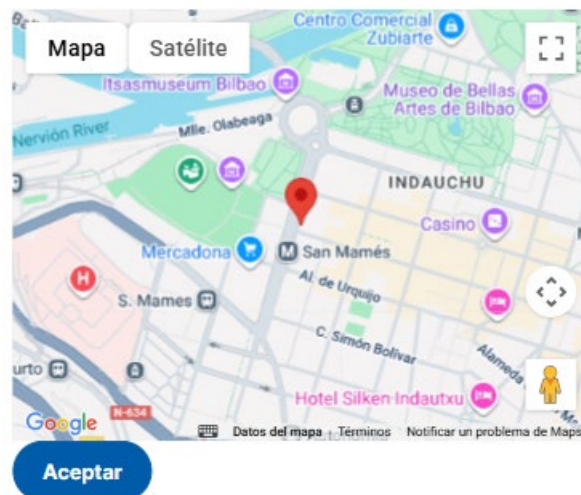 Centro Comercial
Zubiarte
Mapa
Satélite
Itsasmuseum Bilbao
Museo de Bellas
Artes de Bilbao
Nervión River
Mlle. Olabeaga
INDAUCHU
Casino
Mercadona
M
San Mamés
Al. de Urquijo
H
S. Mames
C. Simón Bolívar
Alameda
urto
Hotel Silken Indautxu
N-634
Google
Datos del mapa
Términos
Notificar un problema de Maps
Aceptar